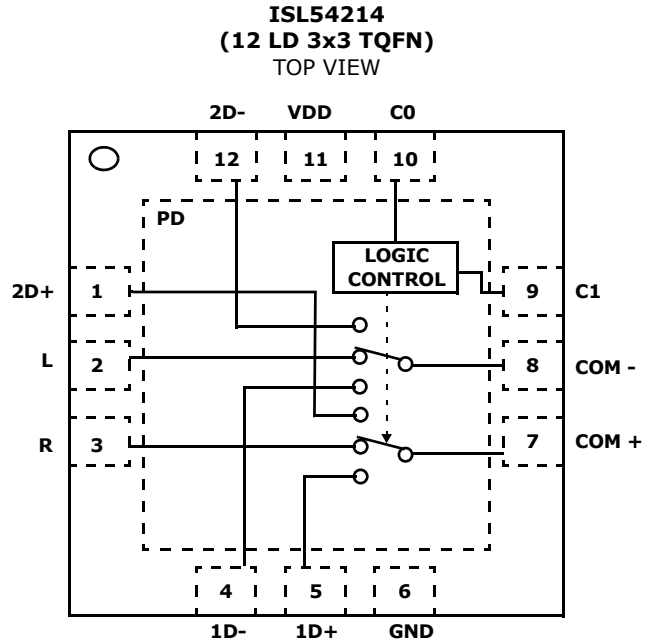 ISL54214
(12 LD 3x3 TQFN)
TOP VIEW
2D- VDD C0
12 11 10
PD
LOGIC
CONTROL
2D+ 1 9 C1
L 2 8 COM -
R 3 7 COM +
4 5 6
1D- 1D+ GND